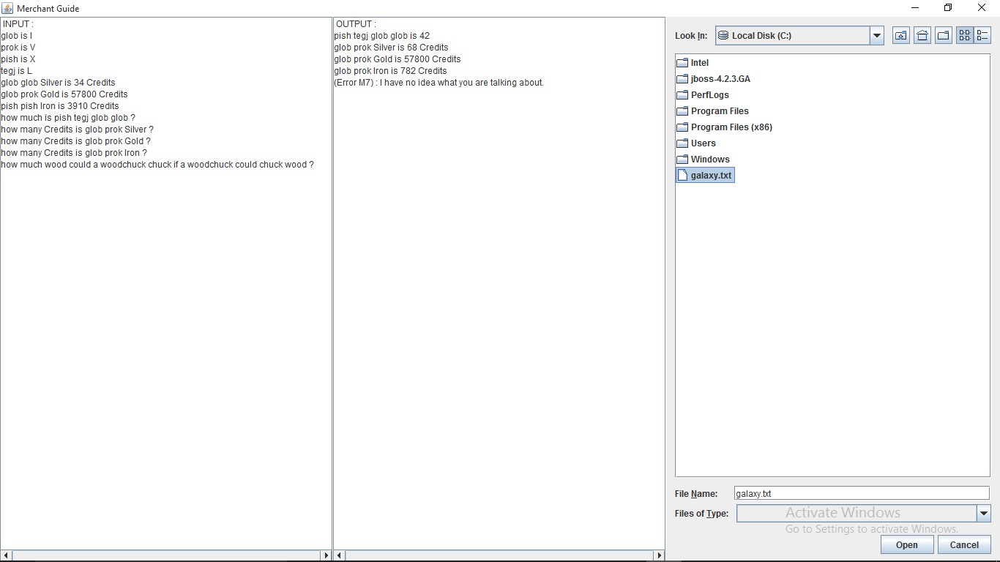 Merchant Guide
INPUT :
glob is I
prok is V
pish is X
tegj is L
glob glob Silver is 34 Credits
glob prok Gold is 57800 Credits
pish pish Iron is 3910 Credits
how much is pish tegj glob glob ?
how many Credits is glob prok Silver ?
how many Credits is glob prok Gold ?
how many Credits is glob prok Iron ?
how much wood could a woodchuck chuck if a woodchuck could chuck wood ?
OUTPUT :
pish tegj glob glob is 42
glob prok Silver is 68 Credits
glob prok Gold is 57800 Credits
glob prok Iron is 782 Credits
(Error M7) : I have no idea what you are talking about.
Look In: Local Disk (C:)
Intel
jboss-4.2.3.GA
PerfLogs
Program Files
Program Files (x86)
Users
Windows
galaxy.txt
File Name: galaxy.txt
Files of Type:
Activate Windows
Go to Settings to activate Windows.
Open Cancel